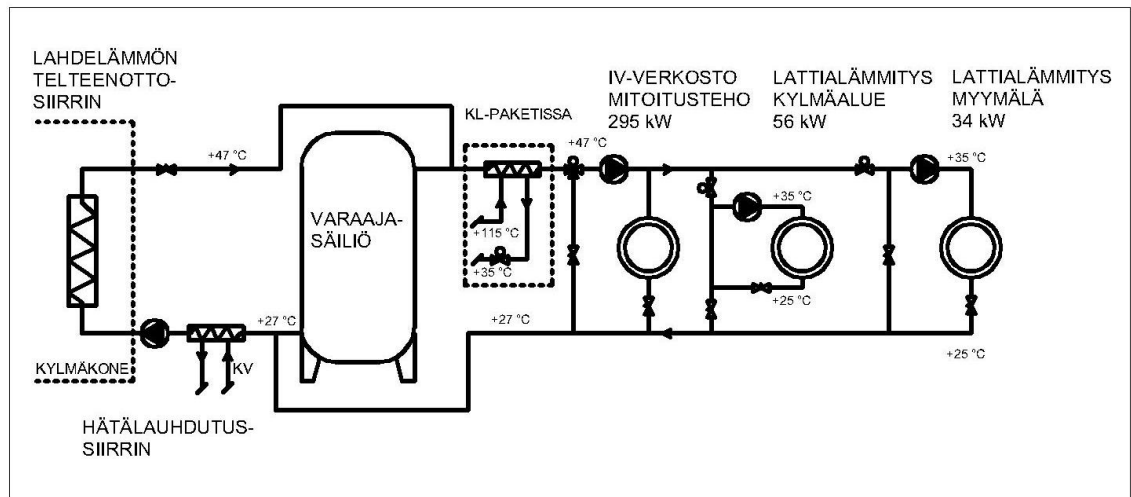 LAHDELÄMMÖN
TELTEENOTTO-
SIIRRIN
IV-VERKOSTO
MITOITUSTEHO
295 kW
LATTIALÄMMITYS
KYLMÄALUE
56 kW
LATTIALÄMMITYS
MYYMÄLÄ
34 kW
KL-PAKETISSA
+47 °C
+47 °C
+35 °C
+35 °C
VARAAJA-
SÄILIÖ
+115 °C
+35 °C
+25 °C
+27 °C
+27 °C
+25 °C
KYLMÄKONE
KV
HÄTÄLAUHDUTUS-
SIIRRIN